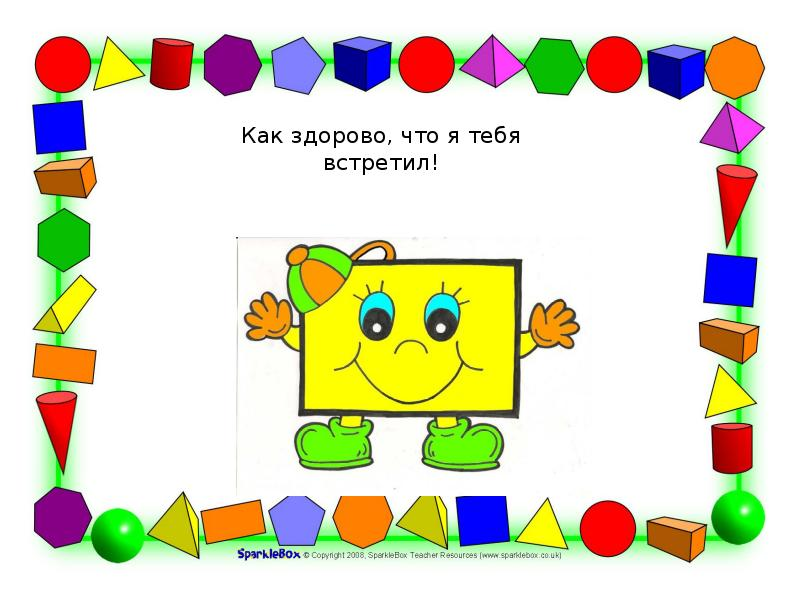 Как здорово, что я тебя
встретил!
SparkleBox © Copyright 2008, SparkleBox Teacher Resources (www.sparklebox.co.uk)